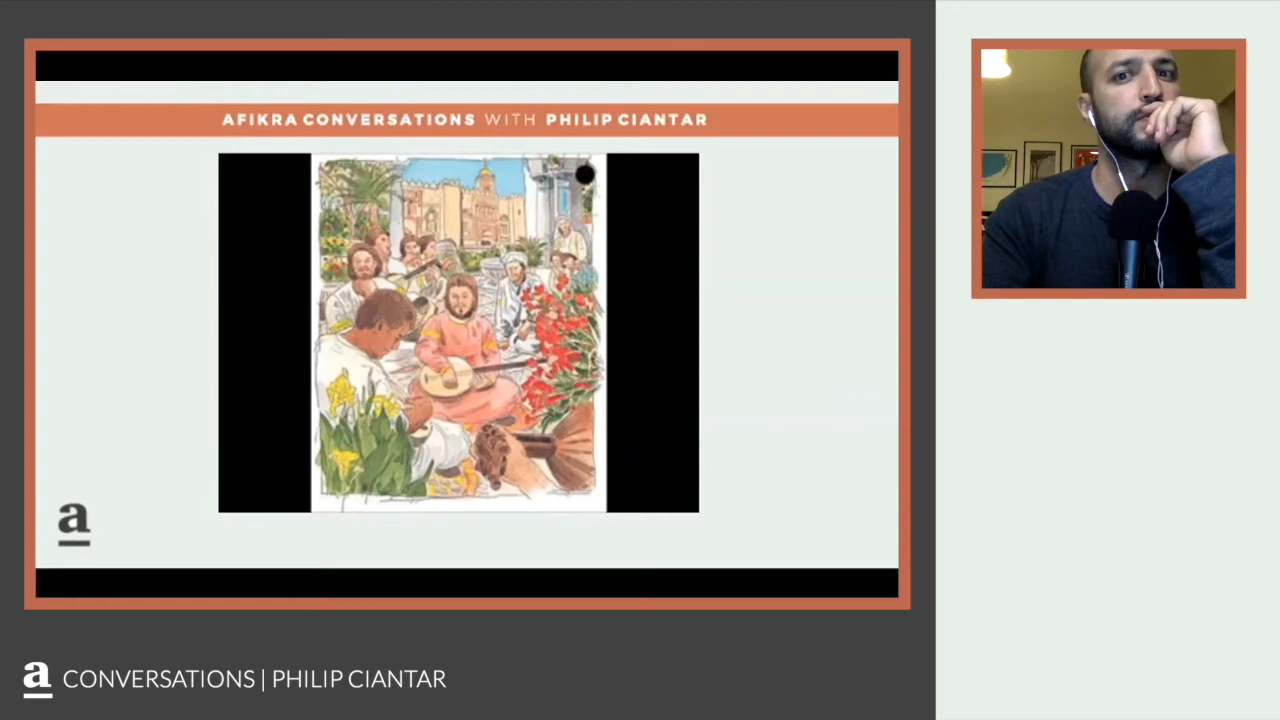 AFIKRA CONVERSATIONS WITH PHILIP CIANTAR
a
a CONVERSATIONS | PHILIP CIANTAR